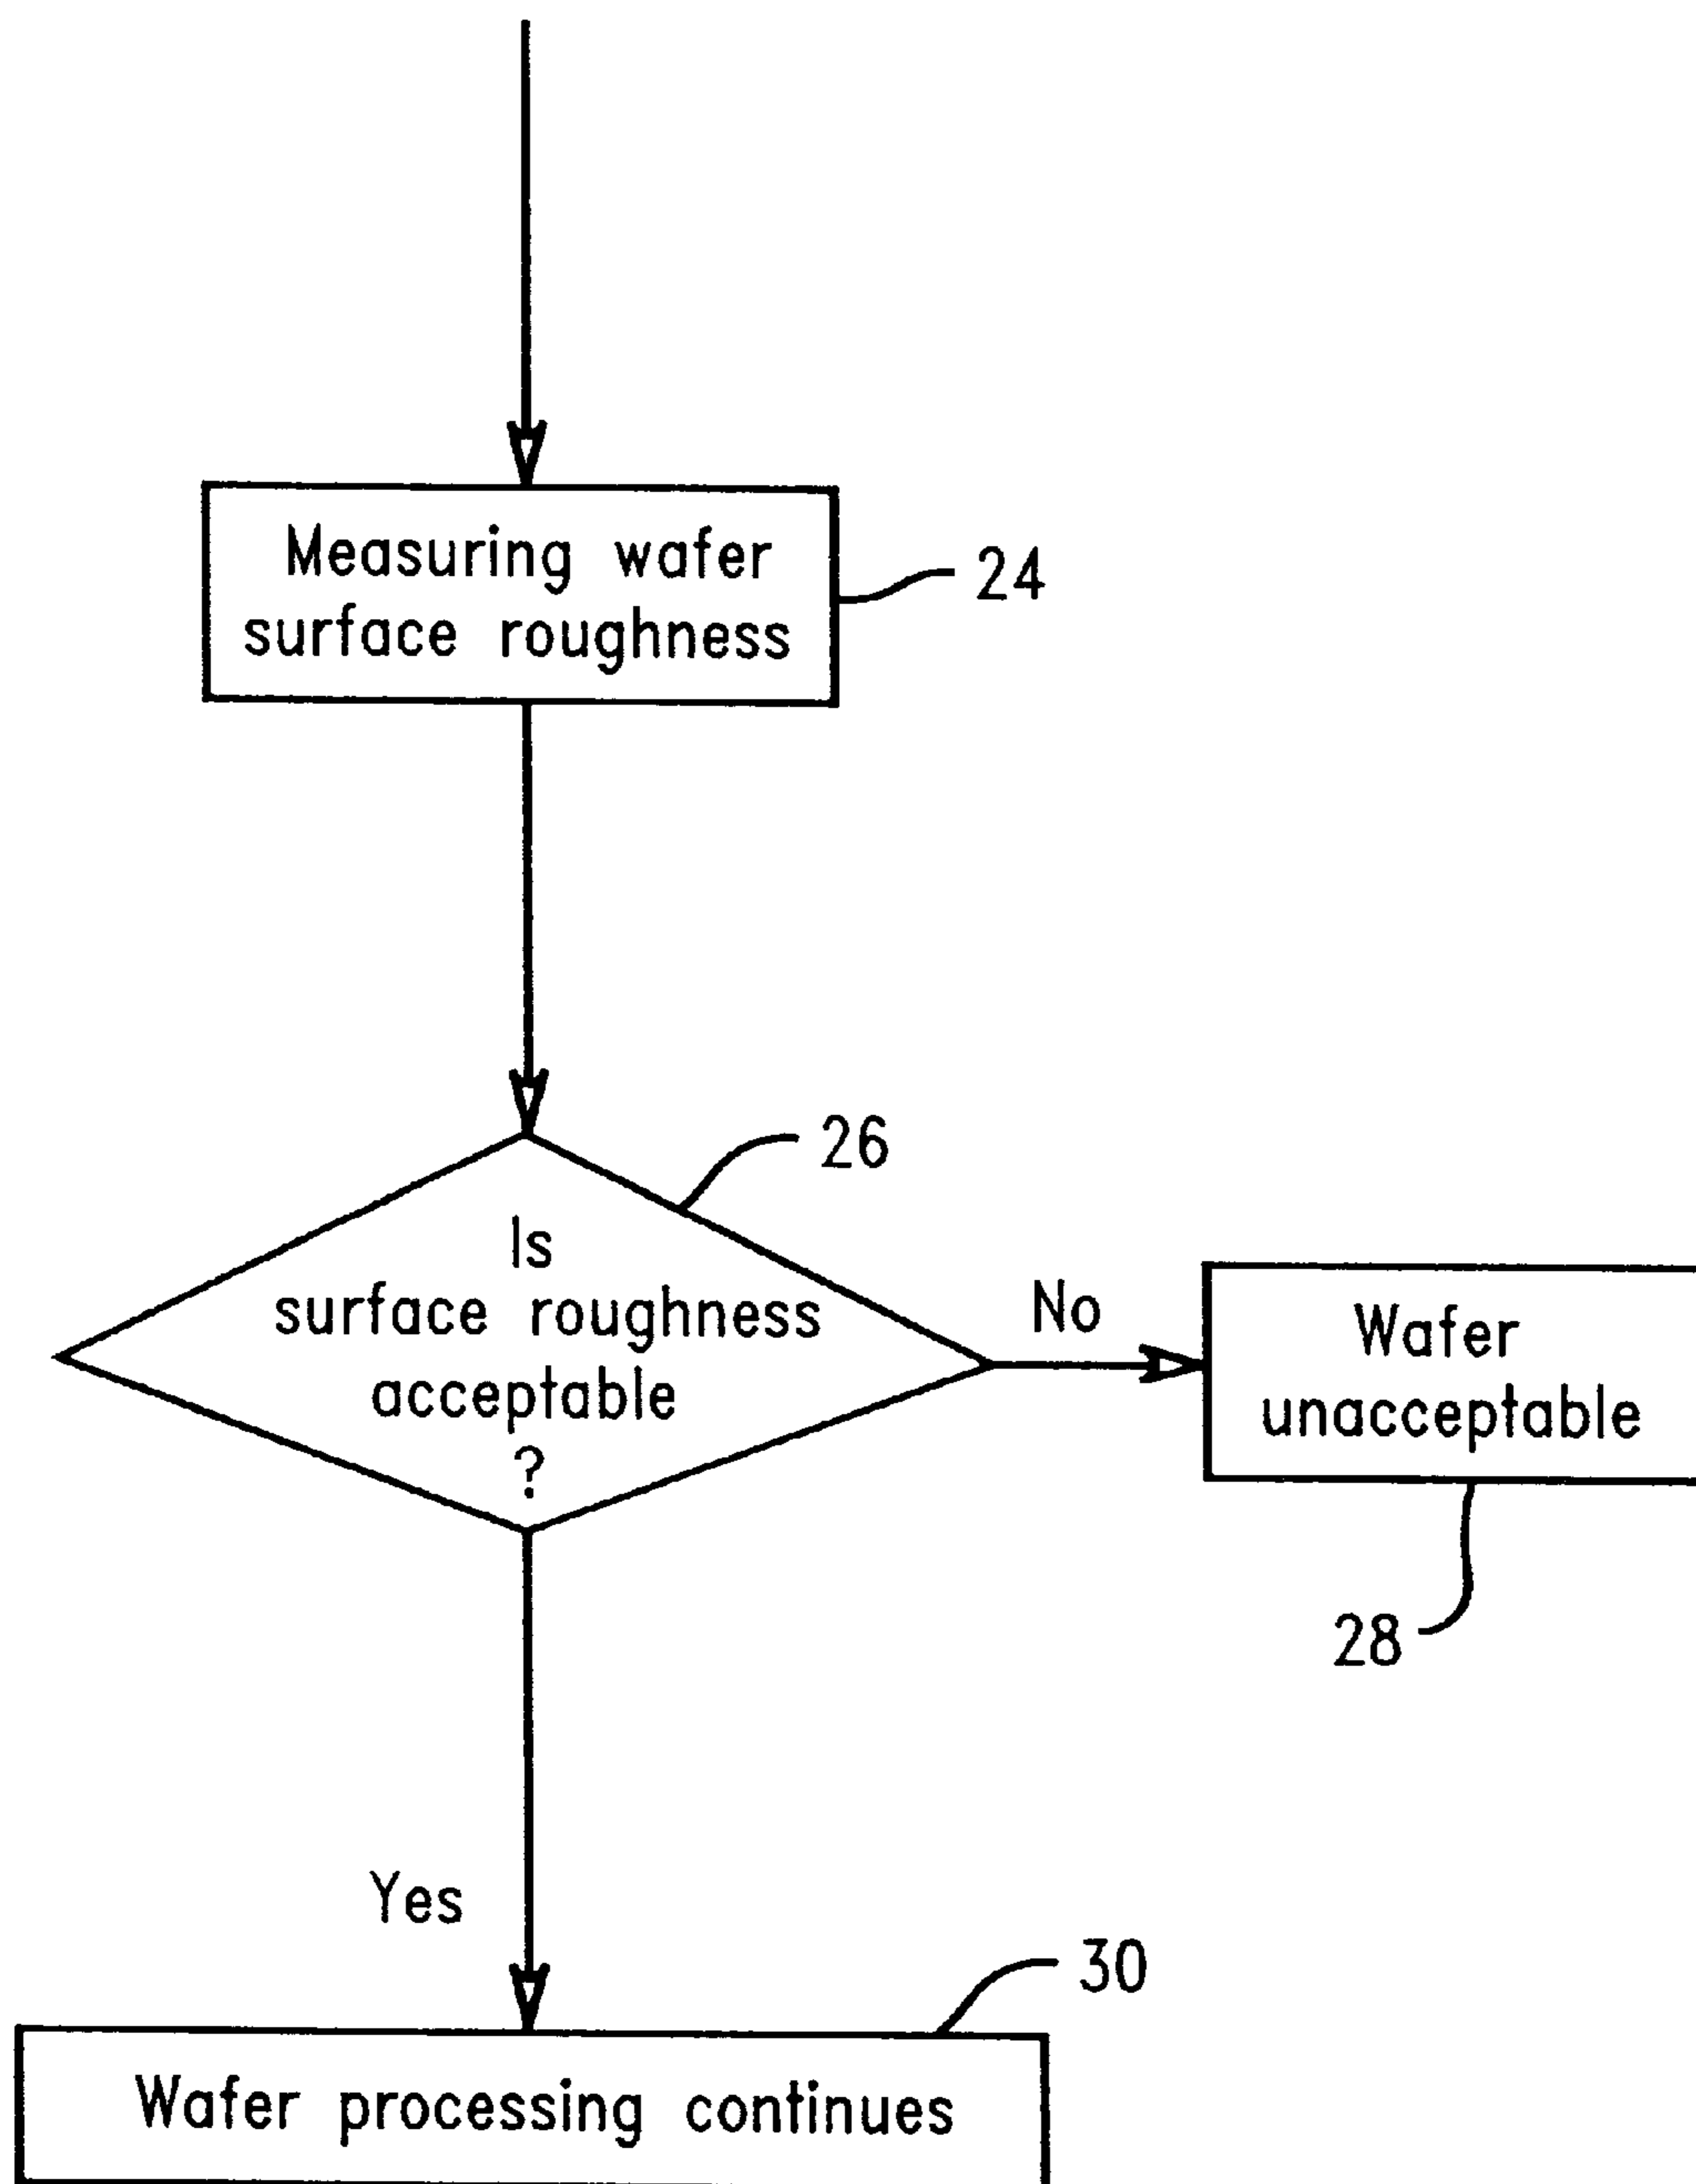 Measuring wafer
surface roughness
24
26
Is
surface roughness
acceptable
?
No
Wafer
unacceptable
28
Yes
30
Wafer processing continues